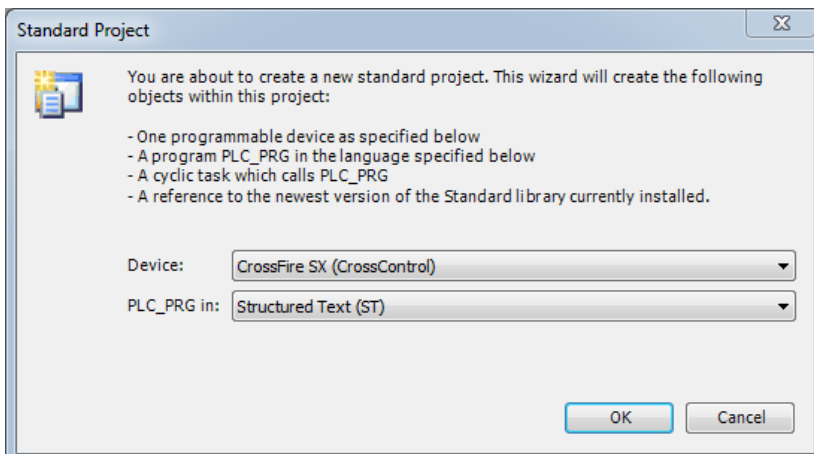 Standard Project
You are about to create a new standard project. This wizard will create the following
objects within this project:
- One programmable device as specified below
- A program PLC_PRG in the language specified below
- A cyclic task which calls PLC_PRG
- A reference to the newest version of the Standard library currently installed.
Device: CrossFire SX (CrossControl)
PLC_PRG in: Structured Text (ST)
OK Cancel